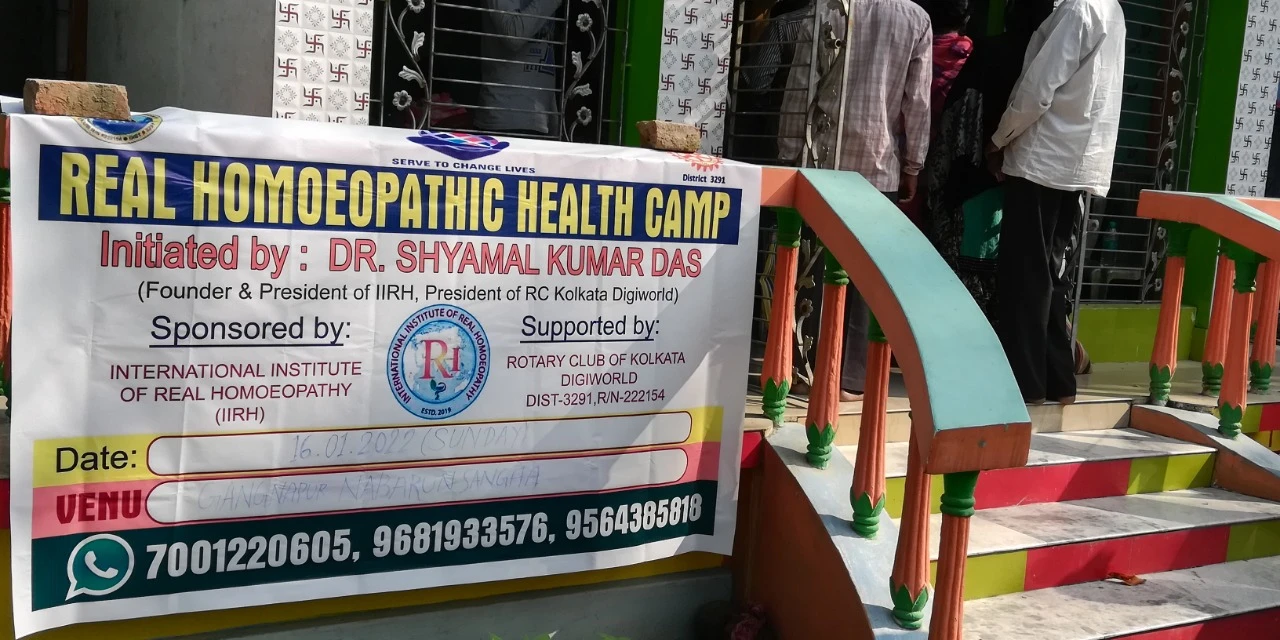 SERVE TO CHANGE LIVES
District 3291
REAL HOMOEOPATHIC HEALTH CAMP
Initiated by : DR. SHYAMAL KUMAR DAS
(Founder & President of IIRH, President of RC Kolkata Digiworld)
Sponsored by:
INTERNATIONAL INSTITUTE
OF REAL HOMOEOPATHY
(IIRH)
INTERNATIONAL INSTITUTE OF REAL HOMOEOPATHY
RHI
ESTD. 2019
Supported by:
ROTARY CLUB OF KOLKATA
DIGIWORLD
DIST-3291,R/N-222154
Date: 16.01.2022 (SUNDAY)
VENU GANGNAPUR NABARUN SANGHA
7001220605, 9681933576, 9564385818